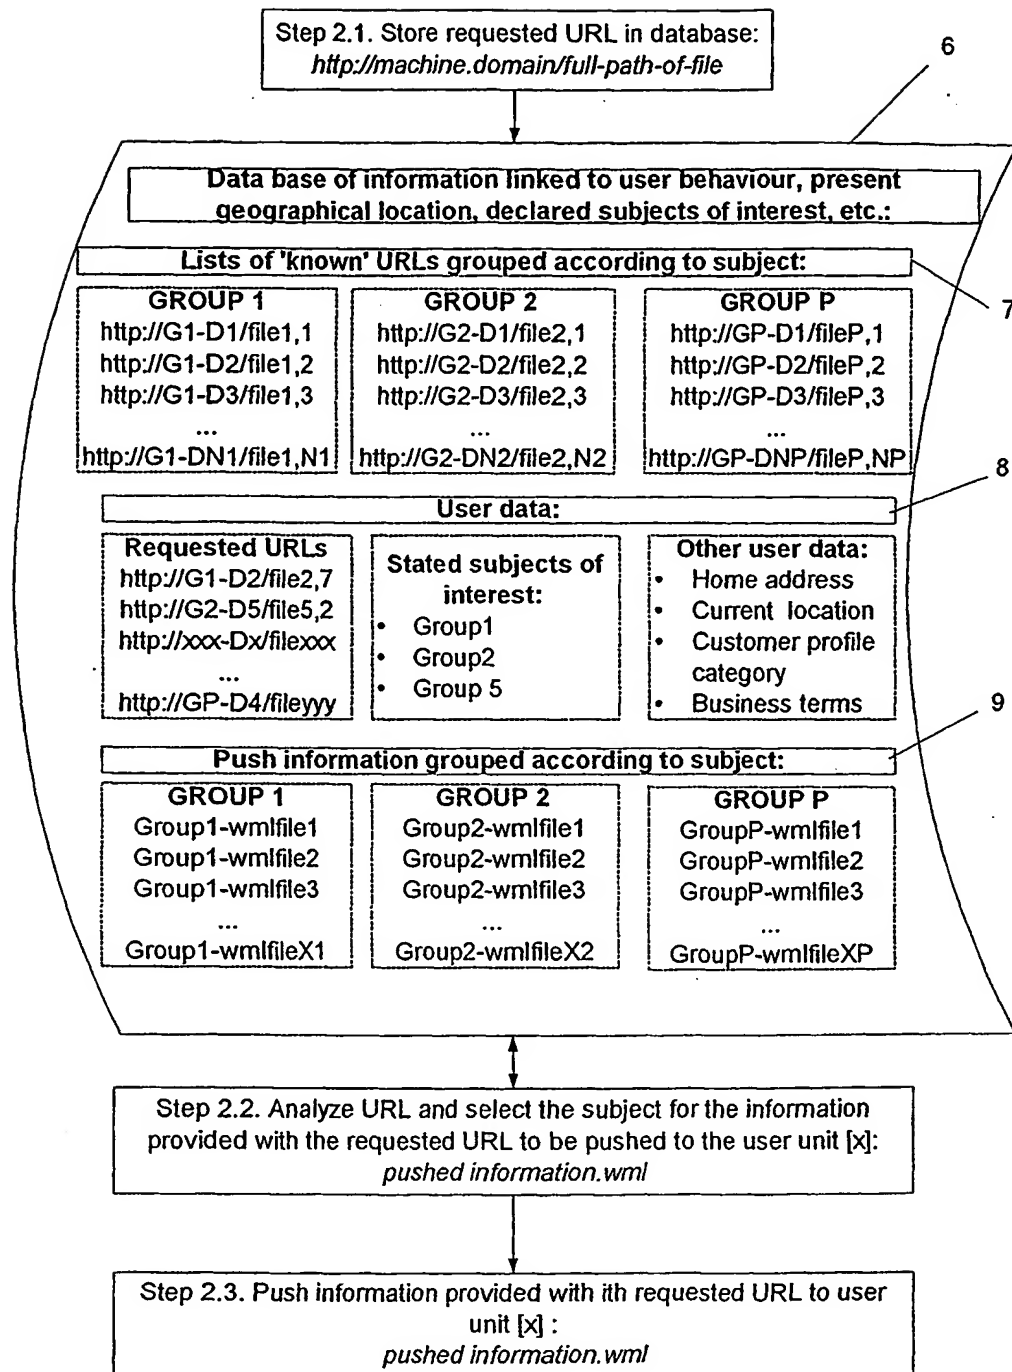 Step 2.1. Store requested URL in database:
http://machine.domain/full-path-of-file
6
Data base of information linked to user behaviour, present
geographical location, declared subjects of interest, etc.:
Lists of 'known' URLs grouped according to subject:
7
GROUP 1
http://G1-D1/file1,1
http://G1-D2/file1,2
http://G1-D3/file1,3
...
http://G1-DN1/file1,N1
GROUP 2
http://G2-D1/file2,1
http://G2-D2/file2,2
http://G2-D3/file2,3
...
http://G2-DN2/file2,N2
GROUP P
http://GP-D1/fileP,1
http://GP-D2/fileP,2
http://GP-D3/fileP,3
...
http://GP-DNP/fileP,NP
8
User data:
Requested URLs
http://G1-D2/file2,7
http://G2-D5/file5,2
http://xxx-Dx/filexxx
...
http://GP-D4/fileyyy
Stated subjects of
interest:
• Group1
• Group2
• Group 5
Other user data:
• Home address
• Current location
• Customer profile
category
• Business terms
9
Push information grouped according to subject:
GROUP 1
Group1-wmlfile1
Group1-wmlfile2
Group1-wmlfile3
...
Group1-wmlfileX1
GROUP 2
Group2-wmlfile1
Group2-wmlfile2
Group2-wmlfile3
...
Group2-wmlfileX2
GROUP P
GroupP-wmlfile1
GroupP-wmlfile2
GroupP-wmlfile3
...
GroupP-wmlfileXP
Step 2.2. Analyze URL and select the subject for the information
provided with the requested URL to be pushed to the user unit [x]:
pushed information.wml
Step 2.3. Push information provided with ith requested URL to user
unit [x] :
pushed information.wml